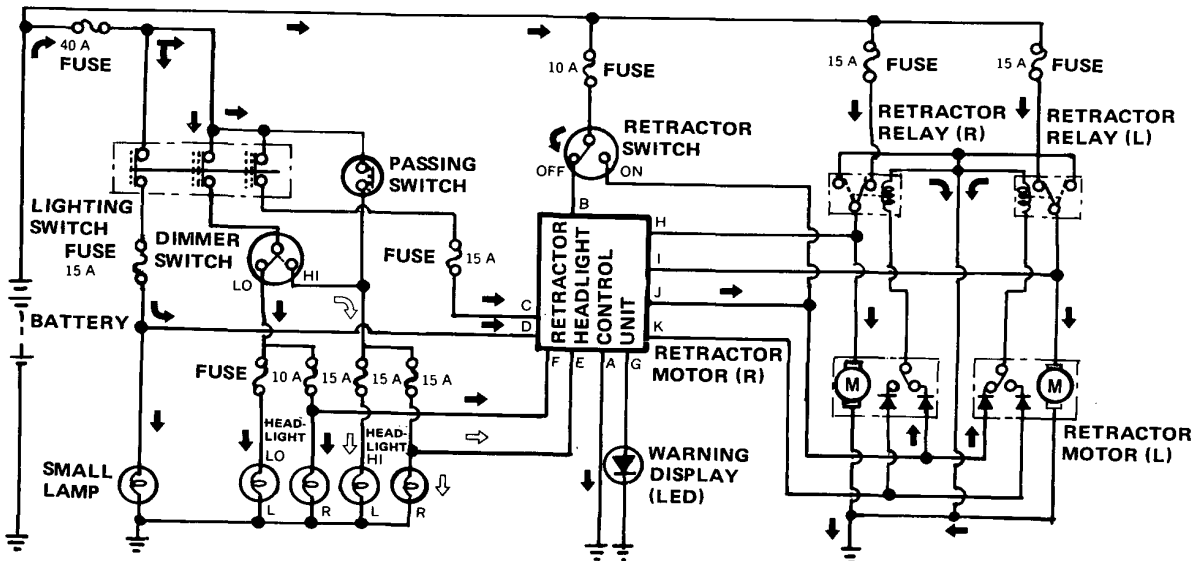 40 A
FUSE
10 A FUSE
15 A FUSE
15 A FUSE
RETRACTOR
RELAY (R)
RETRACTOR
RELAY (L)
RETRACTOR
SWITCH
OFF ON
PASSING
SWITCH
LIGHTING
SWITCH
FUSE
15 A
DIMMER
SWITCH
LO HI
FUSE 15 A
B
RETRACTOR
HEADLIGHT
CONTROL
UNIT
H
I
J
K
C
D
F E A G
BATTERY
RETRACTOR
MOTOR (R)
FUSE 10 A 15 A 15 A 15 A
M M
HEAD-
LIGHT
LO
HEAD-
LIGHT
HI
SMALL
LAMP
L R L R
WARNING
DISPLAY
(LED)
RETRACTOR
MOTOR (L)